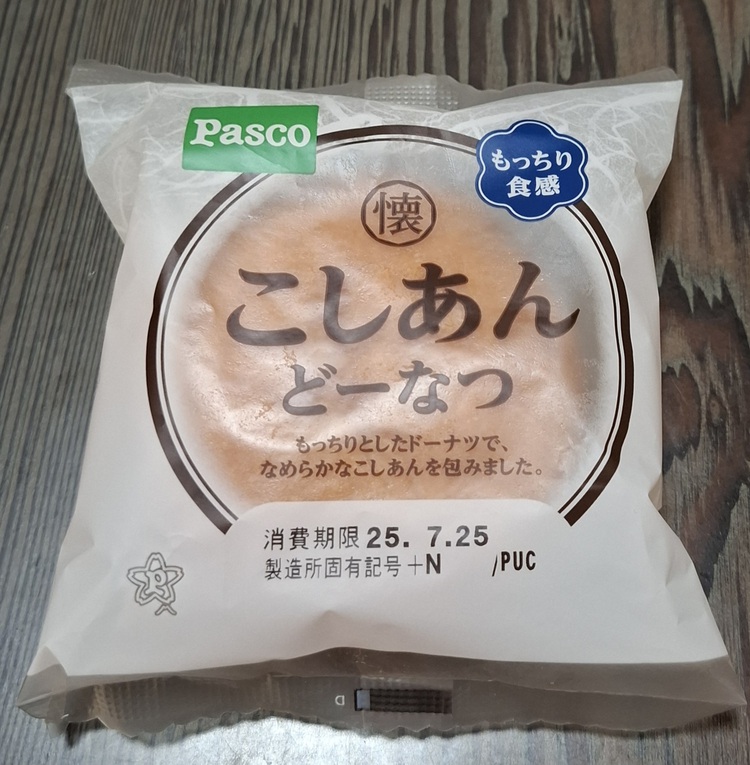 Pasco
もっちり
食感
懐
こしあん
どーなつ
もっちりとしたドーナツで、
なめらかなこしあんを包みました。
消費期限 25. 7.25
製造所固有記号 +N /PUC
P
D